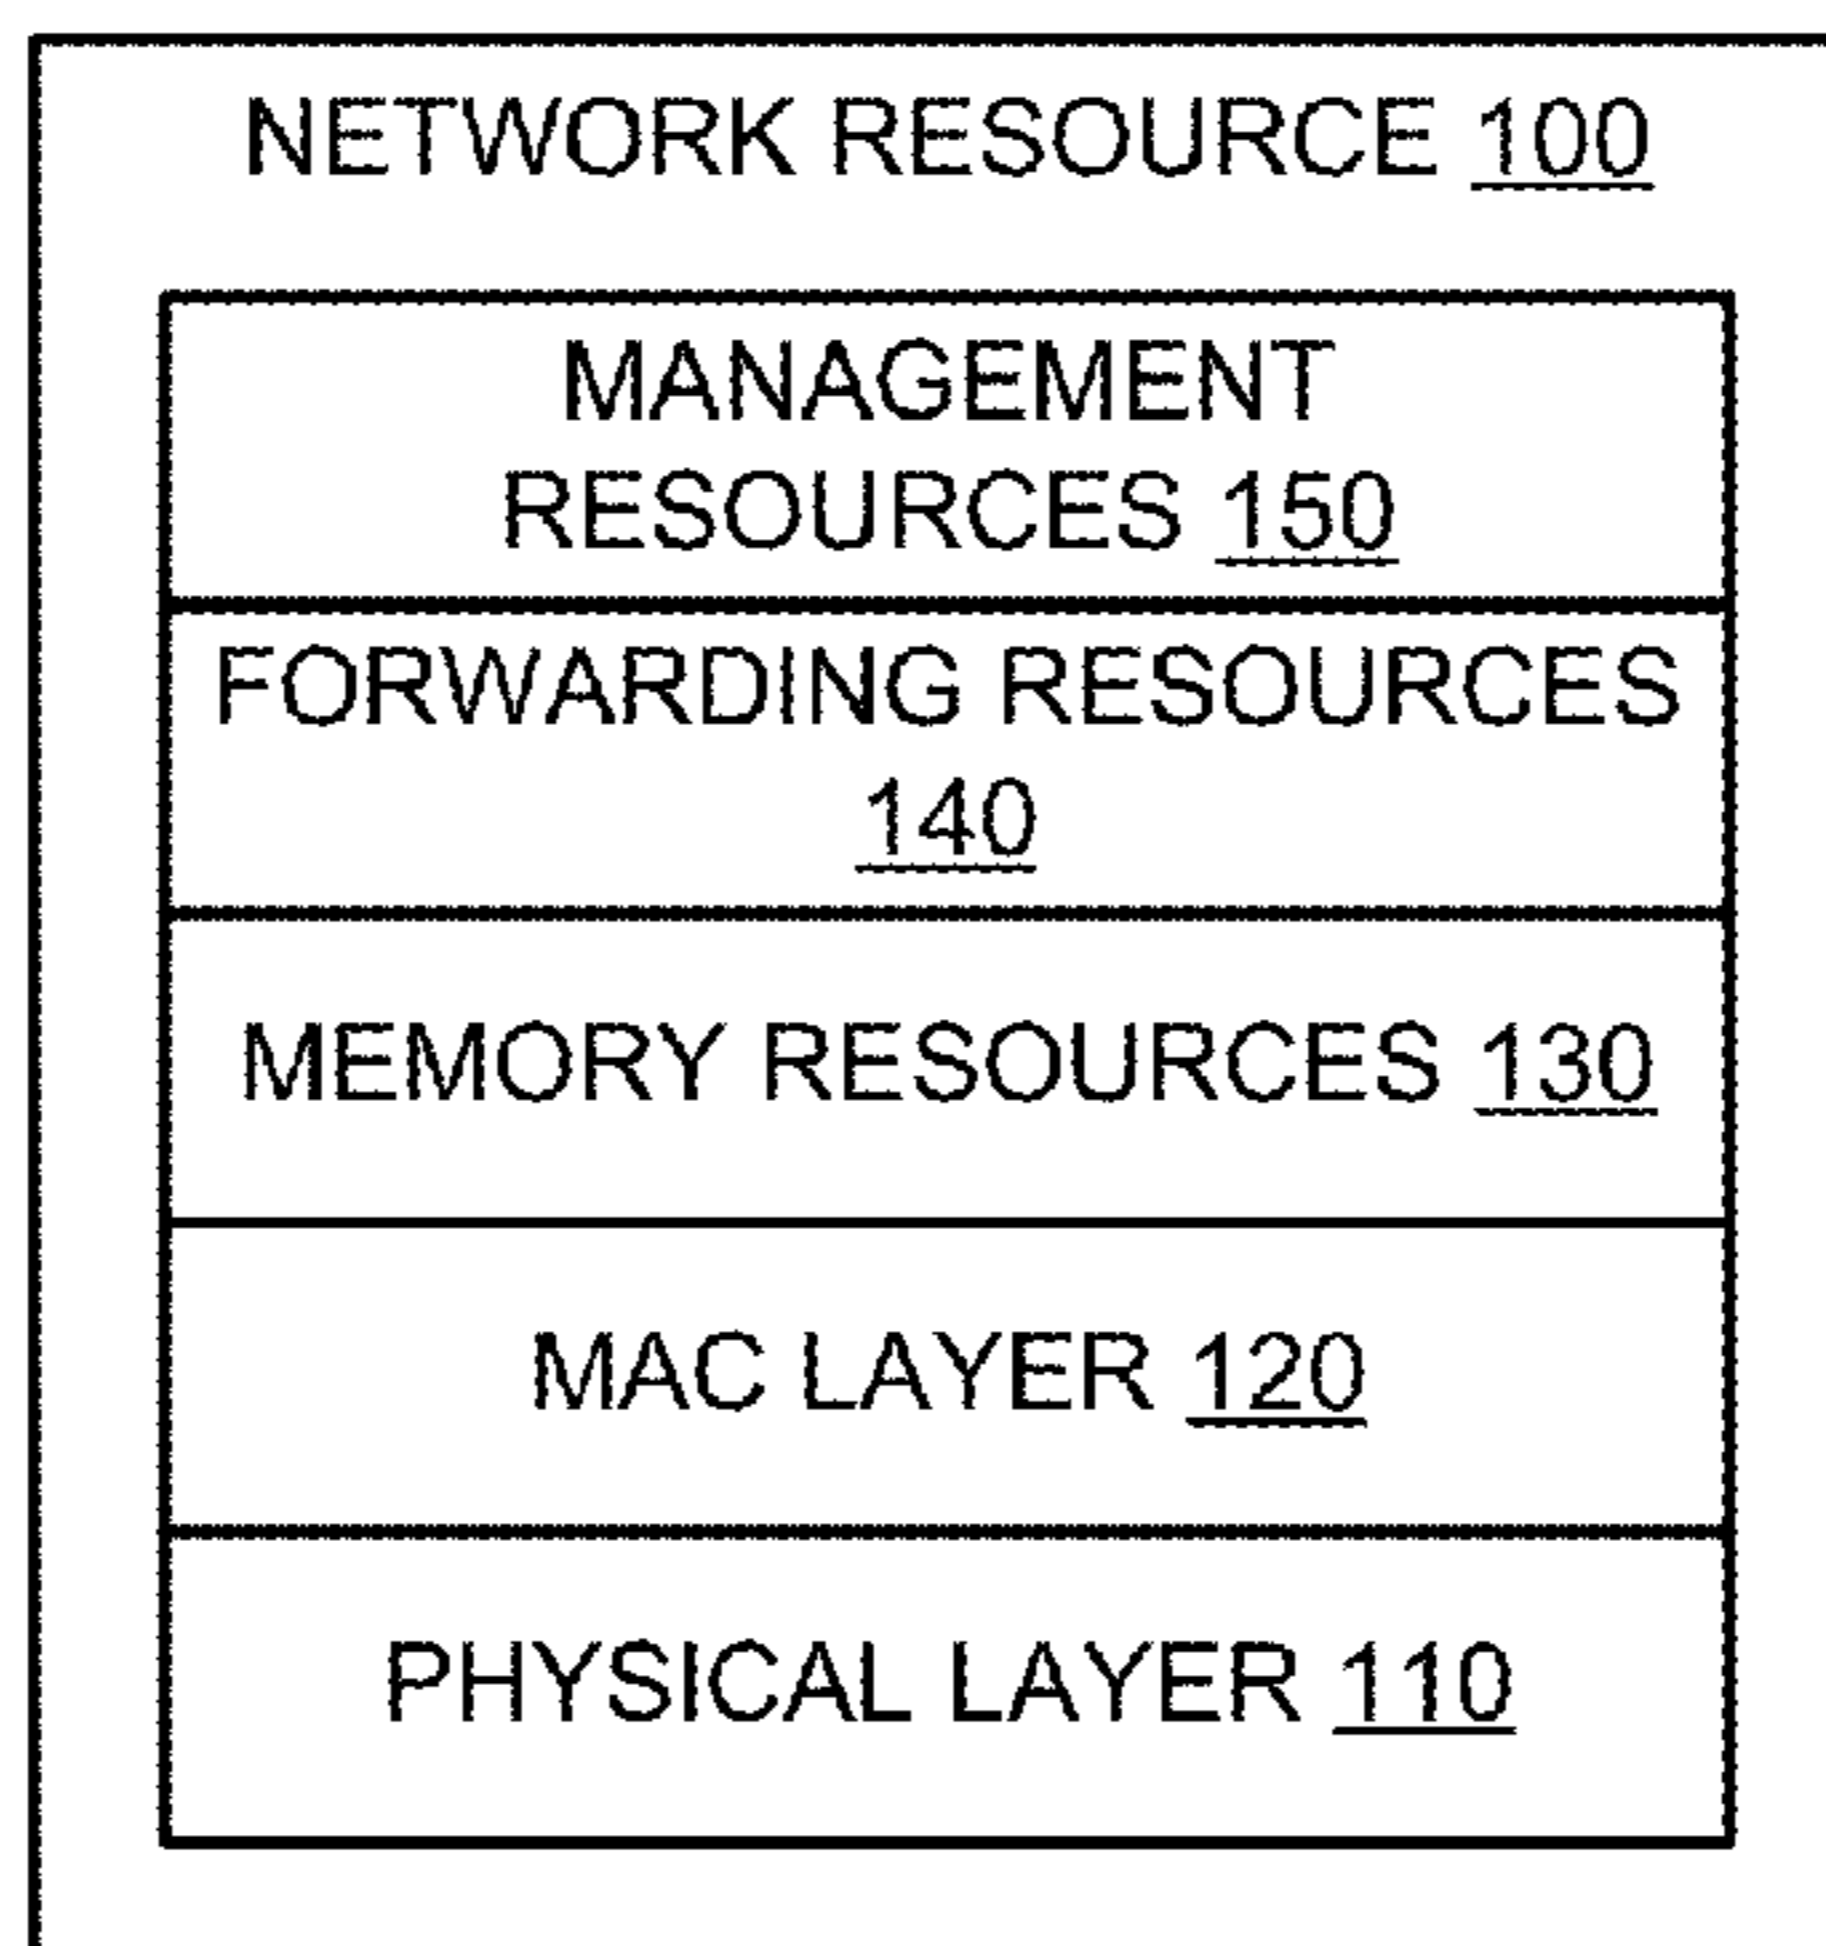 NETWORK RESOURCE 100
MANAGEMENT
RESOURCES 150
FORWARDING RESOURCES
140
MEMORY RESOURCES 130
MAC LAYER 120
PHYSICAL LAYER 110